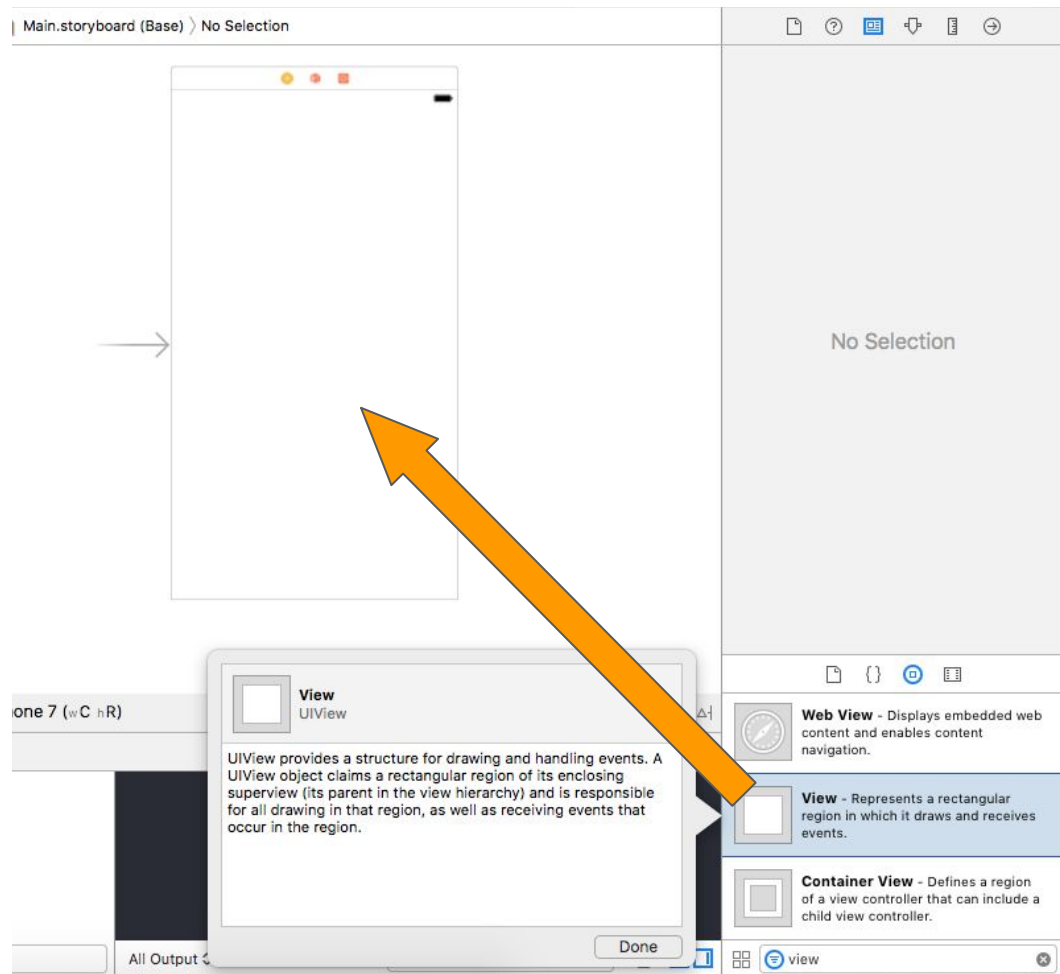 Main.storyboard (Base) 〉 No Selection
No Selection
one 7 (wC hR)
View
UIView
UIView provides a structure for drawing and handling events. A
UIView object claims a rectangular region of its enclosing
superview (its parent in the view hierarchy) and is responsible
for all drawing in that region, as well as receiving events that
occur in the region.
Done
All Output
{}
Web View - Displays embedded web
content and enables content
navigation.
View - Represents a rectangular
region in which it draws and receives
events.
Container View - Defines a region
of a view controller that can include a
child view controller.
view